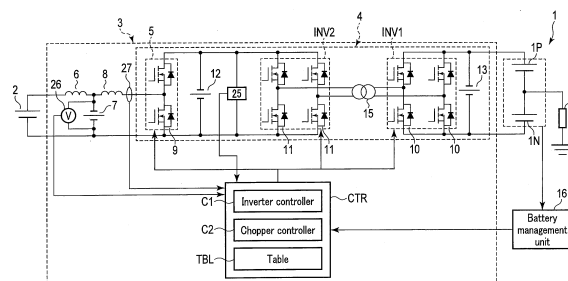 3
4
1
5
INV2
INV1
1P
6
8
26
27
12
25
13
2
V
7
15
1N
9
11
11
10
10
16
C1
Inverter controller
CTR
C2
Chopper controller
TBL
Table
Battery
management
unit